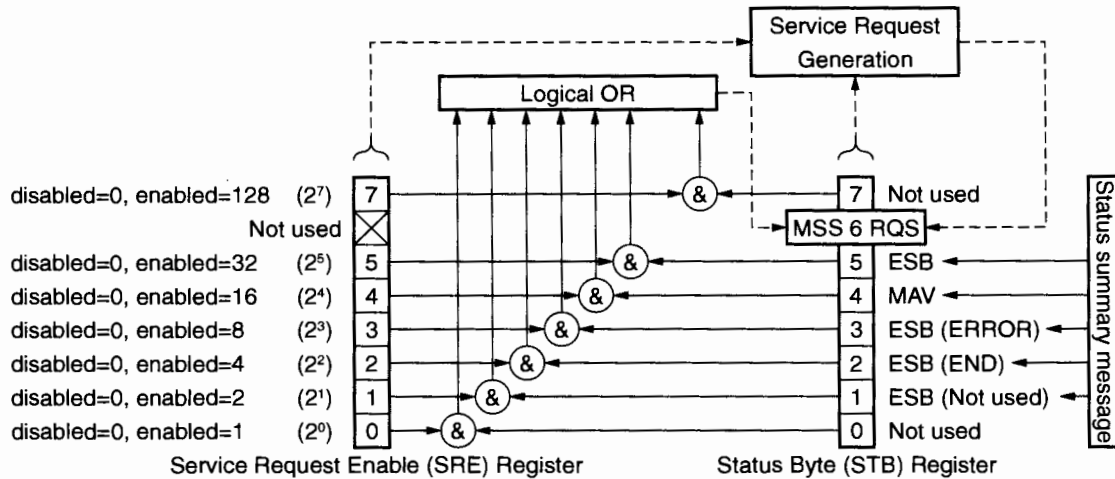 Service Request
Generation
Logical OR
disabled=0, enabled=128 (2⁷) 7 & 7 Not used
Not used MSS 6 RQS
disabled=0, enabled=32 (2⁵) 5 & 5 ESB
disabled=0, enabled=16 (2⁴) 4 & 4 MAV
disabled=0, enabled=8 (2³) 3 & 3 ESB (ERROR)
disabled=0, enabled=4 (2²) 2 & 2 ESB (END)
disabled=0, enabled=2 (2¹) 1 & 1 ESB (Not used)
disabled=0, enabled=1 (2⁰) 0 & 0 Not used
Status summary message
Service Request Enable (SRE) Register Status Byte (STB) Register